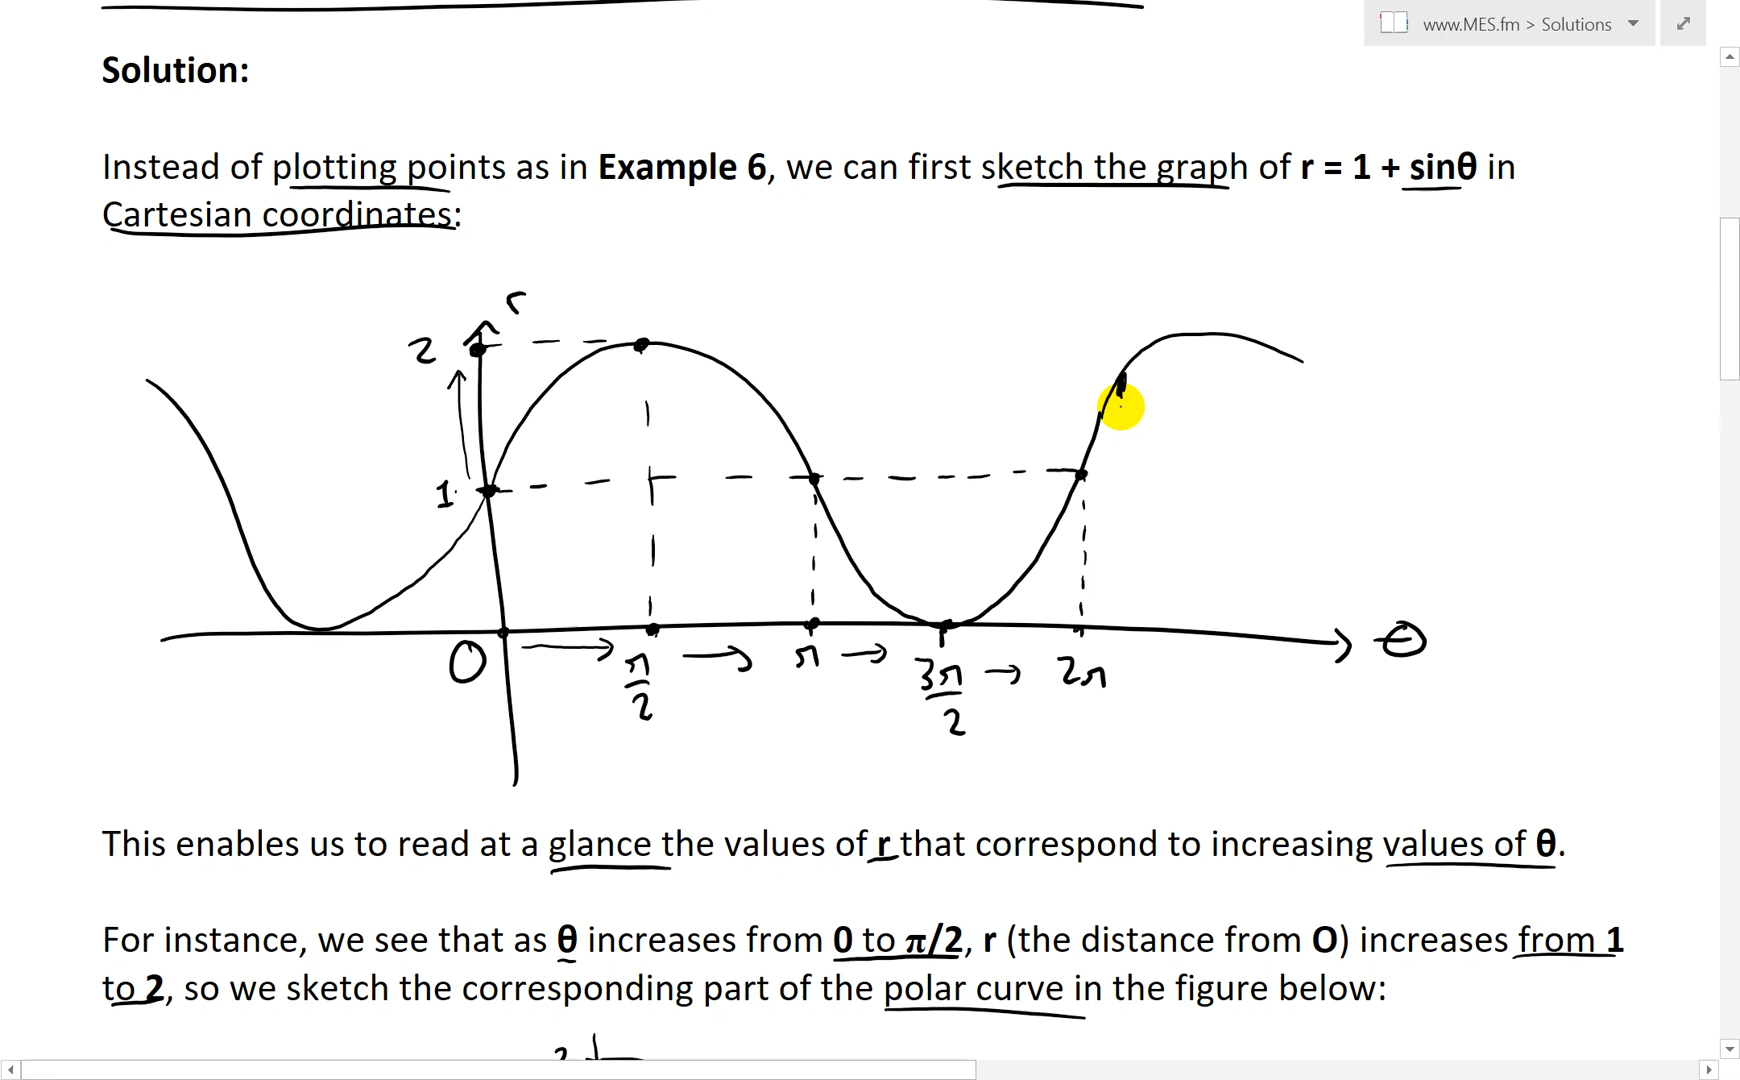 www.MES.fm > Solutions
Solution:
Instead of plotting points as in Example 6, we can first sketch the graph of r = 1 + sinθ in
Cartesian coordinates:
r
2
1
0
π/2
π
3π/2
2π
θ
This enables us to read at a glance the values of r that correspond to increasing values of θ.
For instance, we see that as θ increases from 0 to π/2, r (the distance from O) increases from 1
to 2, so we sketch the corresponding part of the polar curve in the figure below: